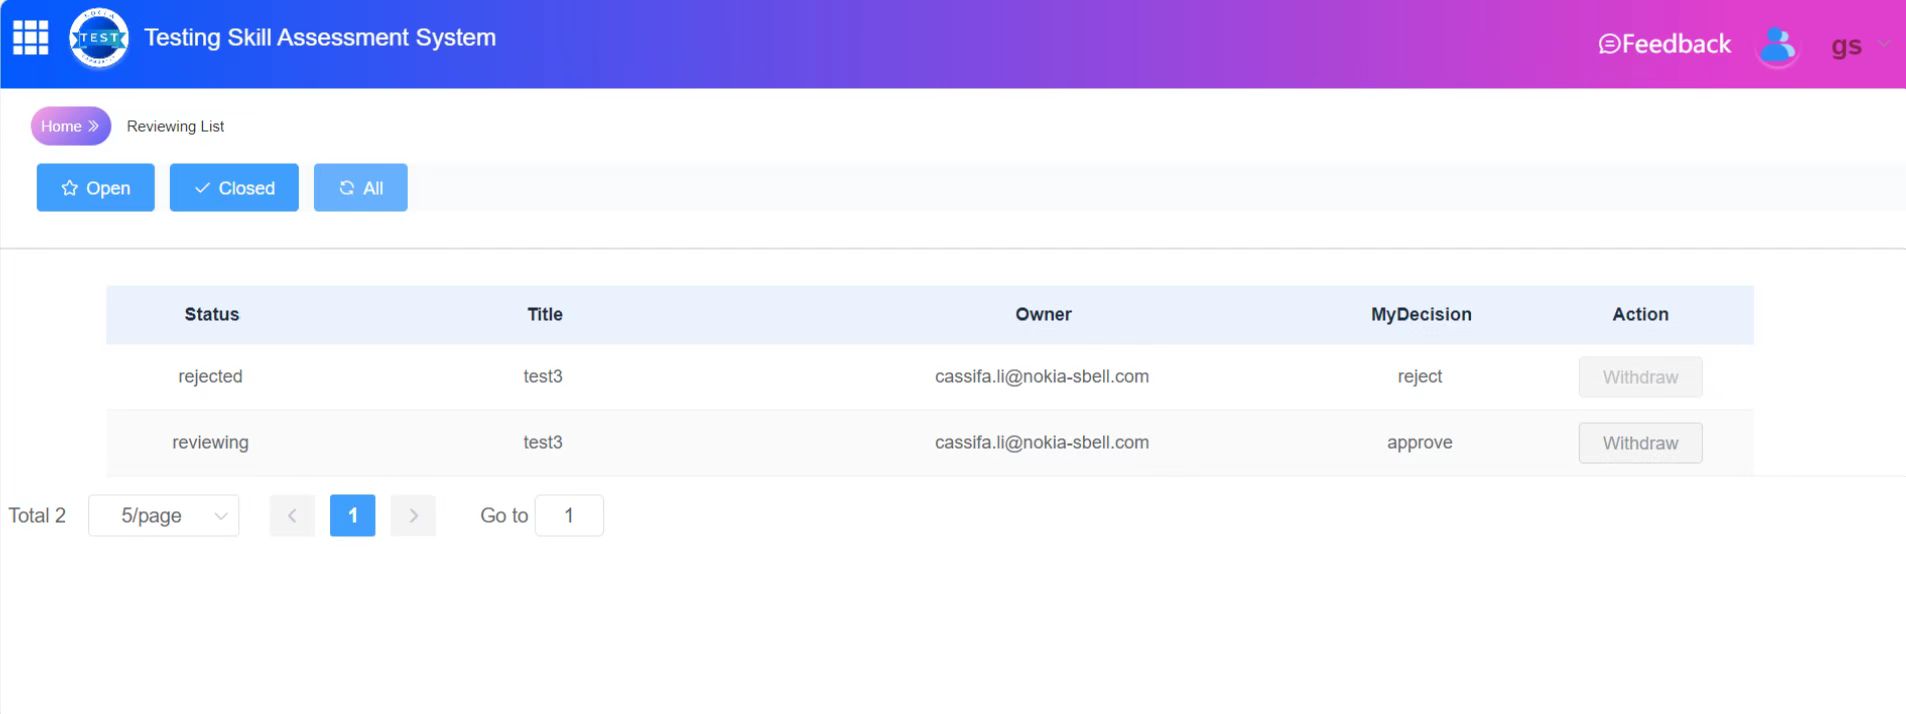 TEST
Testing Skill Assessment System
Feedback
gs
Home
Reviewing List
Open
Closed
All
Status Title Owner MyDecision Action
rejected test3 cassifa.li@nokia-sbell.com reject Withdraw
reviewing test3 cassifa.li@nokia-sbell.com approve Withdraw
Total 2 5/page 1 Go to 1